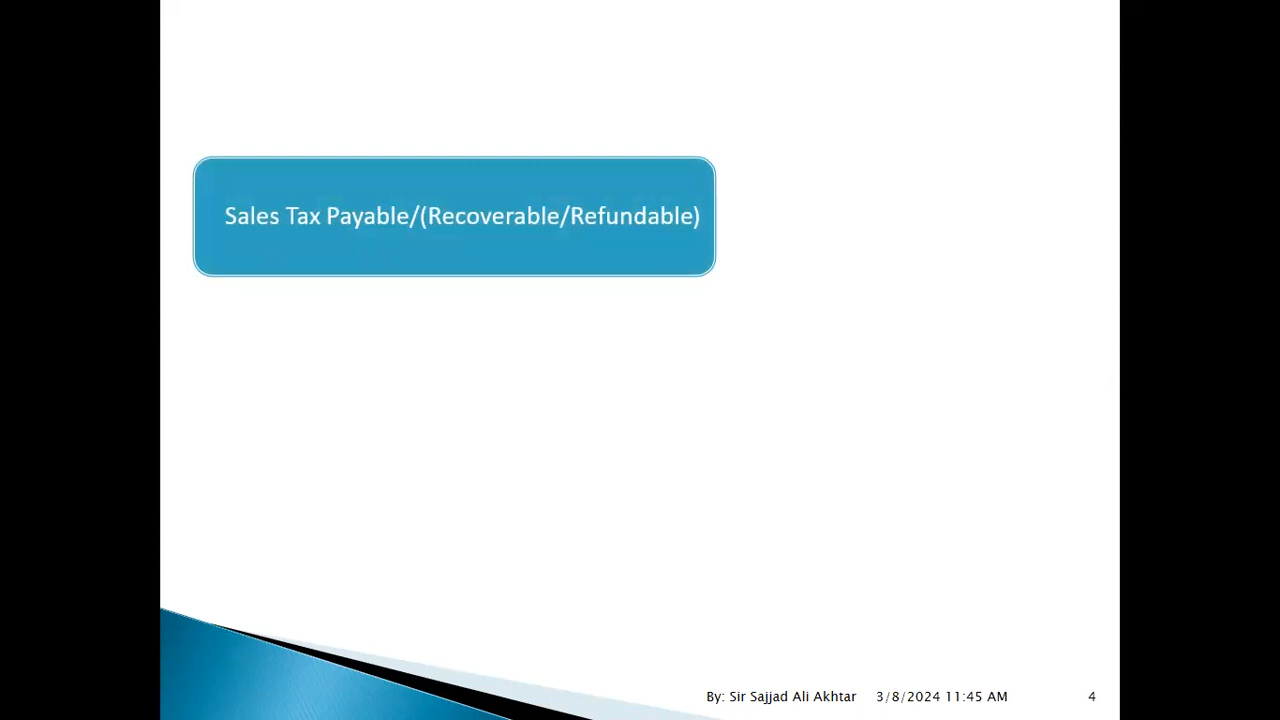 Sales Tax Payable/(Recoverable/Refundable)
By: Sir Sajjad Ali Akhtar 3/8/2024 11:45 AM 4